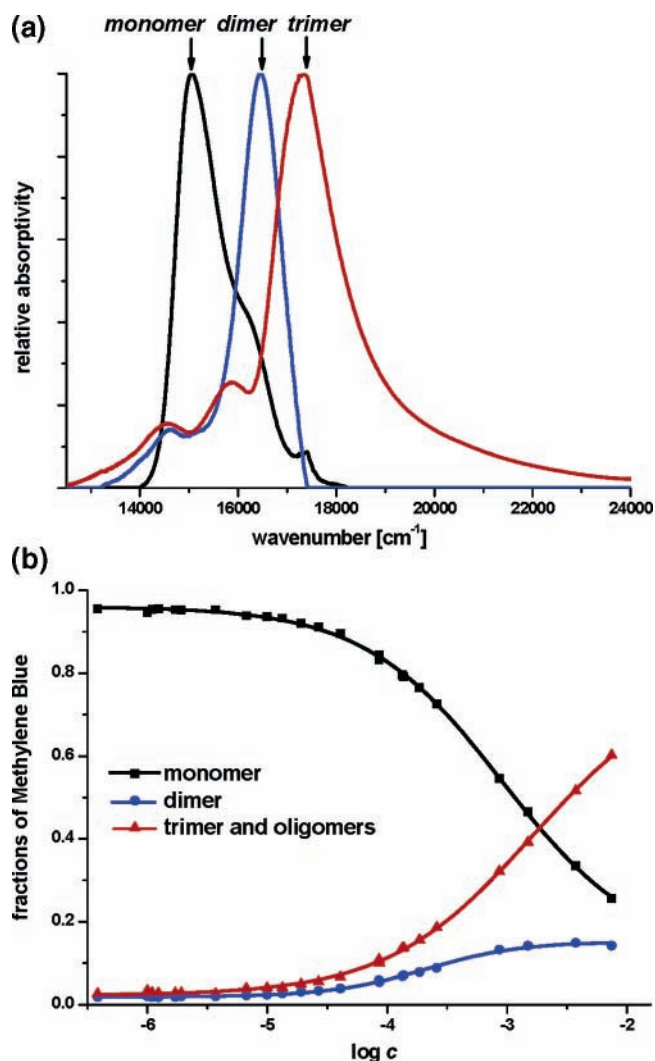 (a)
monomer dimer trimer
relative absorptivity
14000 16000 18000 20000 22000 24000
wavenumber [cm-1]
(b)
1.0
0.8
0.6
0.4
0.2
0.0
fractions of Methylene Blue
monomer
dimer
trimer and oligomers
-6 -5 -4 -3 -2
log c